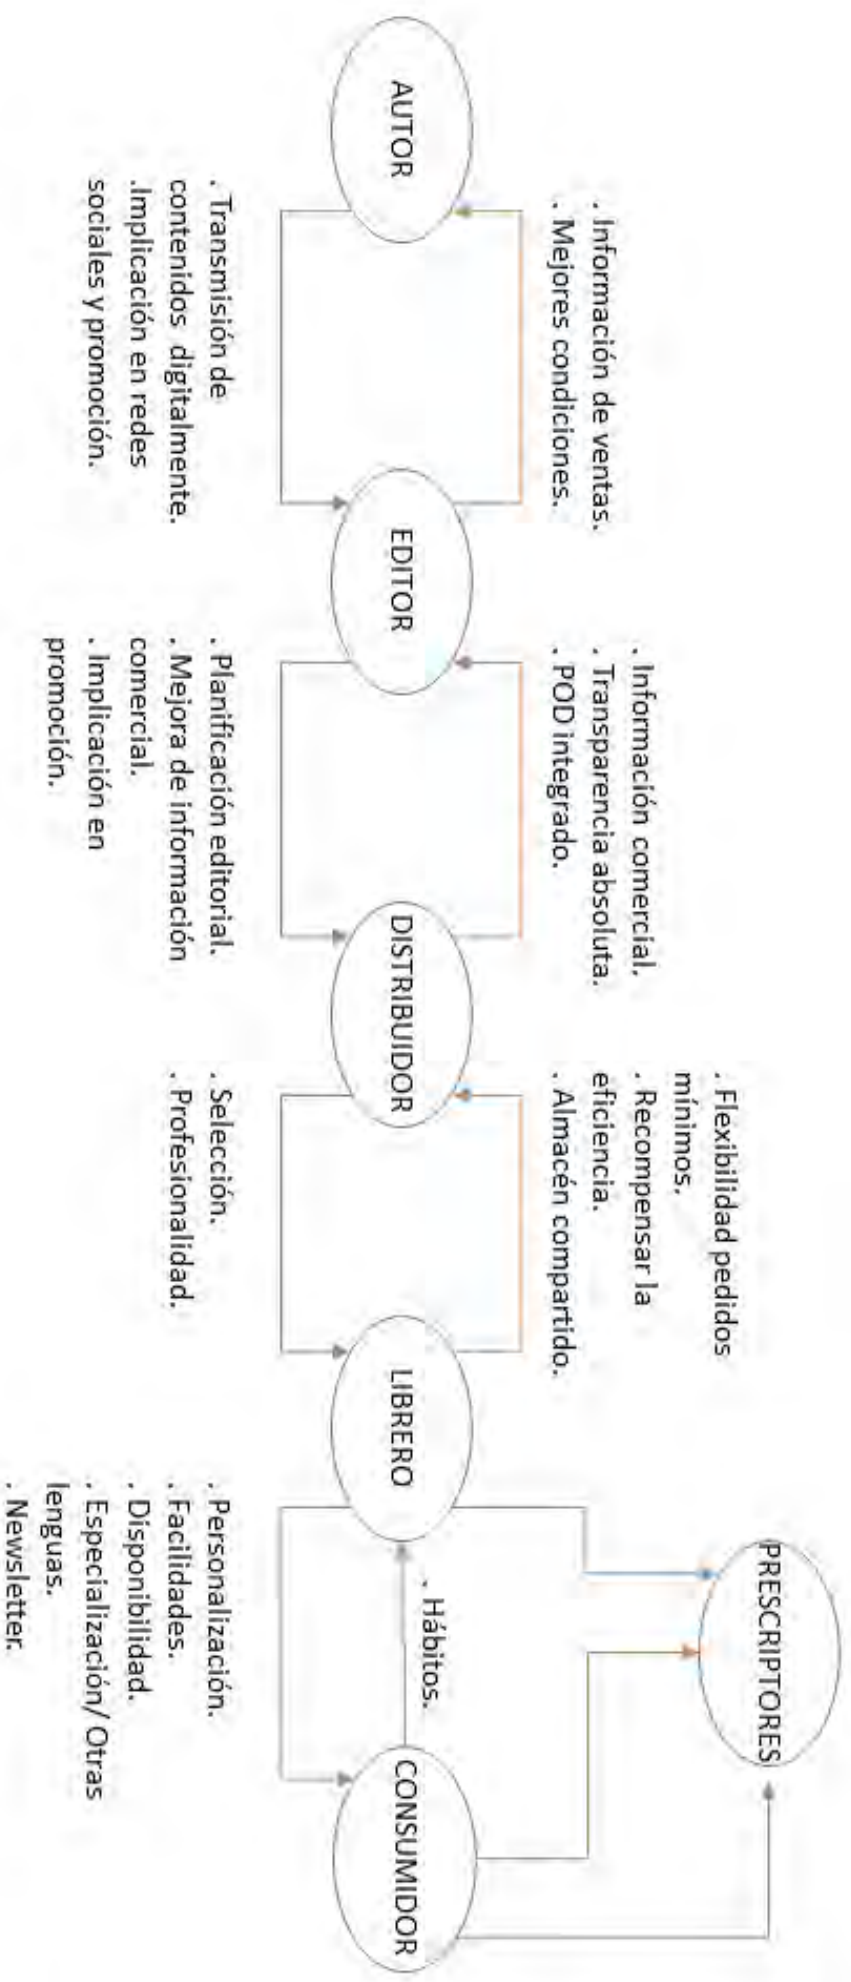 PRESCRIPTORES
. Flexibilidad pedidos
mínimos.
. Recompensar la
eficiencia.
. Almacén compartido.
. Información comercial.
. Transparencia absoluta.
. POD integrado.
. Información de ventas.
. Mejores condiciones.
. Hábitos.
AUTOR
EDITOR
DISTRIBUIDOR
LIBRERO
CONSUMIDOR
. Transmisión de
contenidos digitalmente.
.Implicación en redes
sociales y promoción.
. Planificación editorial.
. Mejora de información
comercial.
. Implicación en
promoción.
. Selección.
. Profesionalidad.
. Personalización.
. Facilidades.
. Disponibilidad.
. Especialización/ Otras
lenguas.
. Newsletter.